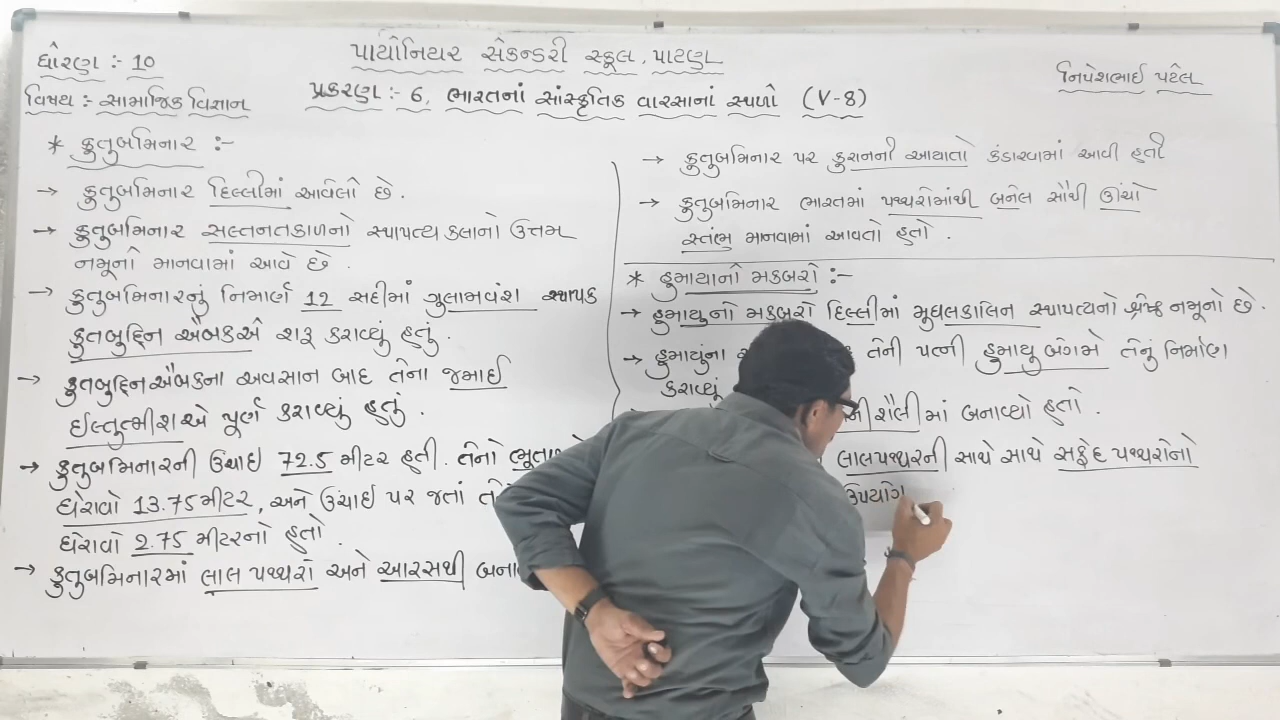 ધોરણ :- 10
પાયોનિયર સેકન્ડરી સ્કૂલ, પાટણ
નિપેશભાઈ પટેલ
વિષય :- સામાજિક વિજ્ઞાન
પ્રકરણ :- 6, ભારતનાં સાંસ્કૃતિક વારસાનાં સ્થળો (V-8)
* કુતુબમિનાર :-
→ કુતુબમિનાર દિલ્લીમાં આવેલો છે.
→ કુતુબમિનાર સલ્તનતકાળનો સ્થાપત્ય કલાનો ઉત્તમ
નમૂનો માનવામાં આવે છે.
→ કુતુબમિનારનું નિમાર્ણ 12 સદીમાં ગુલામવંશ સ્થાપક
કુતબુદ્દિન ઐબકએ શરૂ કરાવ્યું હતું.
→ કુતબુદ્દિન ઐબકના અવસાન બાદ તેના જમાઈ
ઈલ્તુત્મીશએ પૂર્ણ કરાવ્યું હતું.
→ કુતુબમિનારની ઉંચાઈ 72.5 મીટર હતી. તેનો
ઘેરાવો 13.75 મીટર, અને ઉંચાઈ પર જતાં
ઘેરાવો 2.75 મીટરનો હતો.
→ કુતુબમિનારમાં લાલ પથ્થરો અને આરસથી
→ કુતુબમિનાર પર કુરાનની આયાતો કંડારવામાં આવી હતી
→ કુતુબમિનાર ભારતમાં પથ્થરોમાંથી બનેલ સૌથી ઊંચો
સ્તંભ માનવામાં આવતો હતો.
* હુમાયાનો મકબરો :-
→ હુમાયુનો મકબરો દિલ્લીમાં મુઘલકાલિન સ્થાપત્યનો શ્રેષ્ઠ નમૂનો છે.
→ હુમાયુંના તેની પત્ની હુમાયુ બેગમે તેનું નિર્માણ
કરાવ્યું
શૈલીમાં બનાવ્યો હતો.
લાલપથ્થરની સાથે સાથે સફેદ પથ્થરોનો
ઉપયોગ